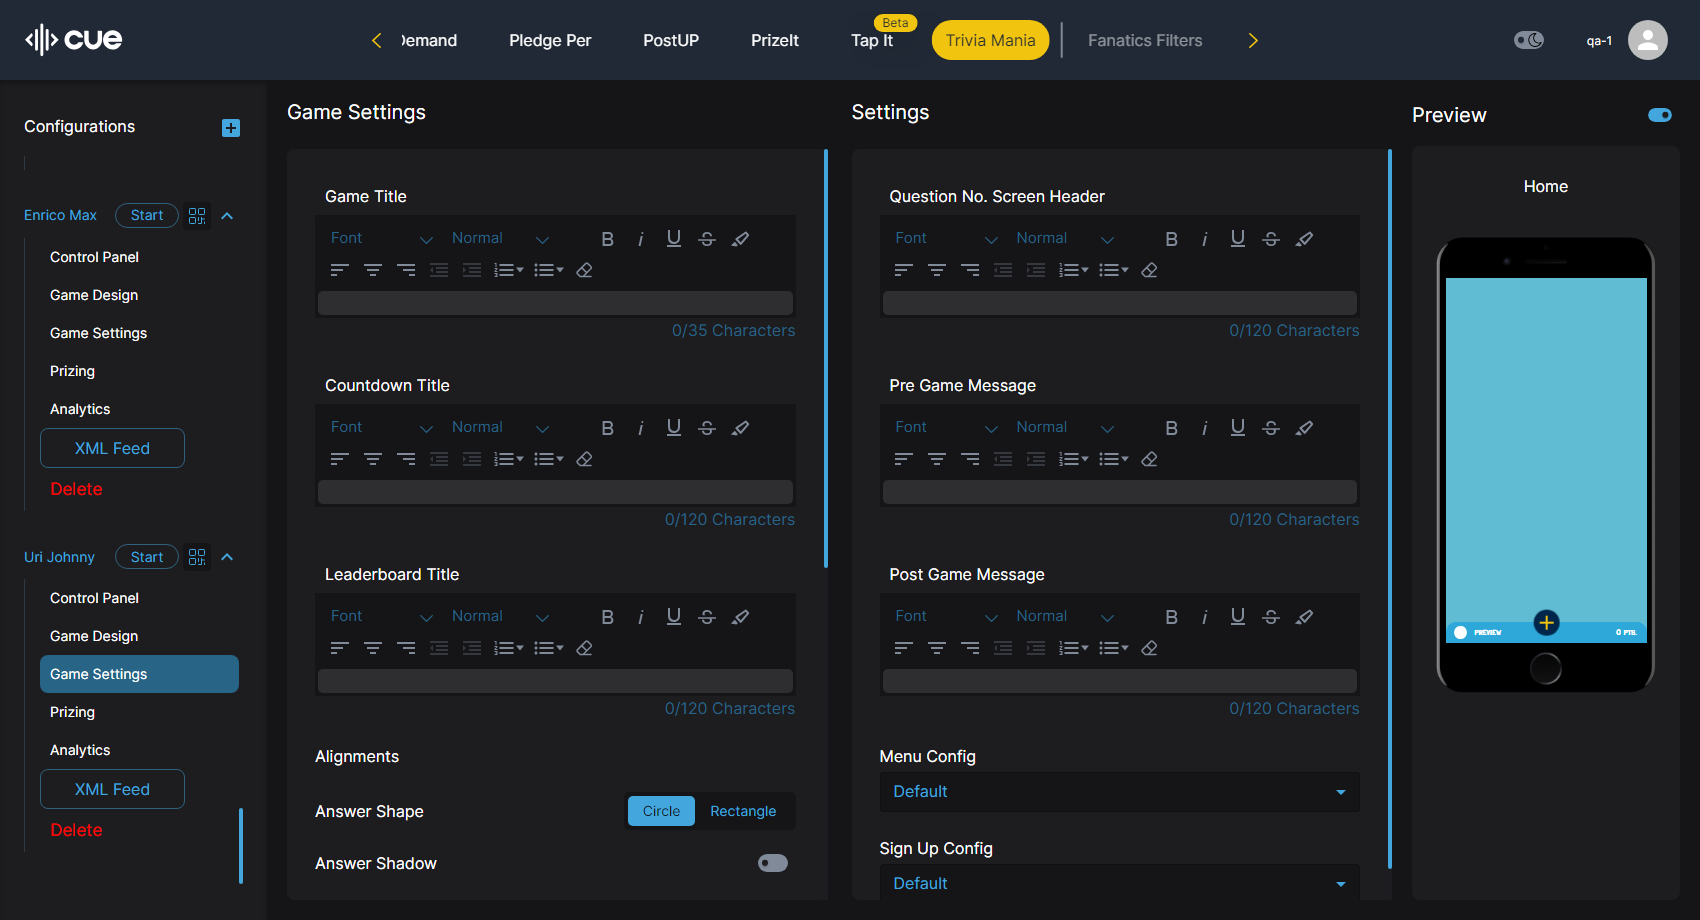 cue
Demand
Pledge Per
PostUP
PrizeIt
Tap It
Beta
Trivia Mania
Fanatics Filters
qa-1
Configurations
Enrico Max
Start
Control Panel
Game Design
Game Settings
Prizing
Analytics
XML Feed
Delete
Uri Johnny
Start
Control Panel
Game Design
Game Settings
Prizing
Analytics
XML Feed
Delete
Game Settings
Game Title
Font Normal
0/35 Characters
Countdown Title
Font Normal
0/120 Characters
Leaderboard Title
Font Normal
0/120 Characters
Alignments
Answer Shape
Circle
Rectangle
Answer Shadow
Settings
Question No. Screen Header
Font Normal
0/120 Characters
Pre Game Message
Font Normal
0/120 Characters
Post Game Message
Font Normal
0/120 Characters
Menu Config
Default
Sign Up Config
Default
Preview
Home
PREVIEW
0 PTS.